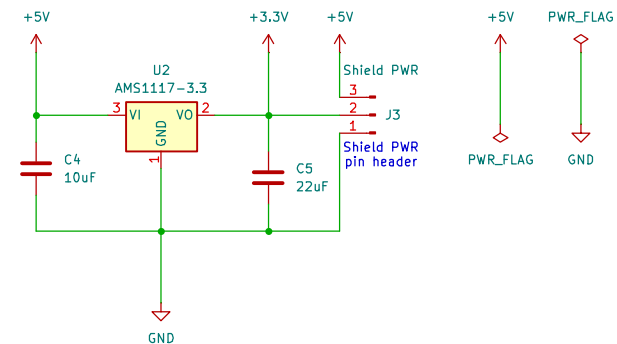 +5V
+3.3V
+5V
+5V
PWR_FLAG
U2
AMS1117-3.3
Shield PWR
3
VI
VO
2
GND
1
3
2
1
J3
Shield PWR
pin header
C4
10uF
C5
22uF
PWR_FLAG
GND
GND